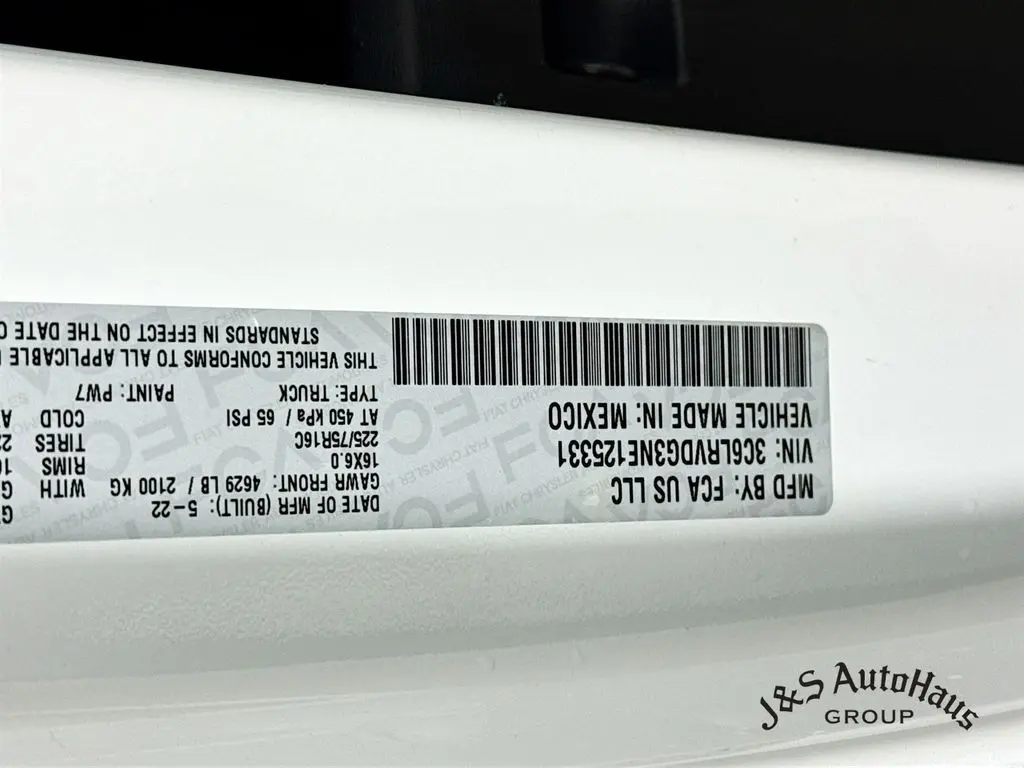 MFD BY: FCA US LLC
VIN: 3C6LRVDG3NE125331
VEHICLE MADE IN: MEXICO
DATE OF MFR (BUILT): 5-22
GAWR FRONT: 4629 LB / 2100 KG
WITH
16X6.0
RIMS
225/75R16C
TIRES
AT 450 kPa / 65 PSI
COLD
TYPE: TRUCK
PAINT: PW7
THIS VEHICLE CONFORMS TO ALL APPLICABLE
STANDARDS IN EFFECT ON THE DATE
J&S AutoHaus
GROUP